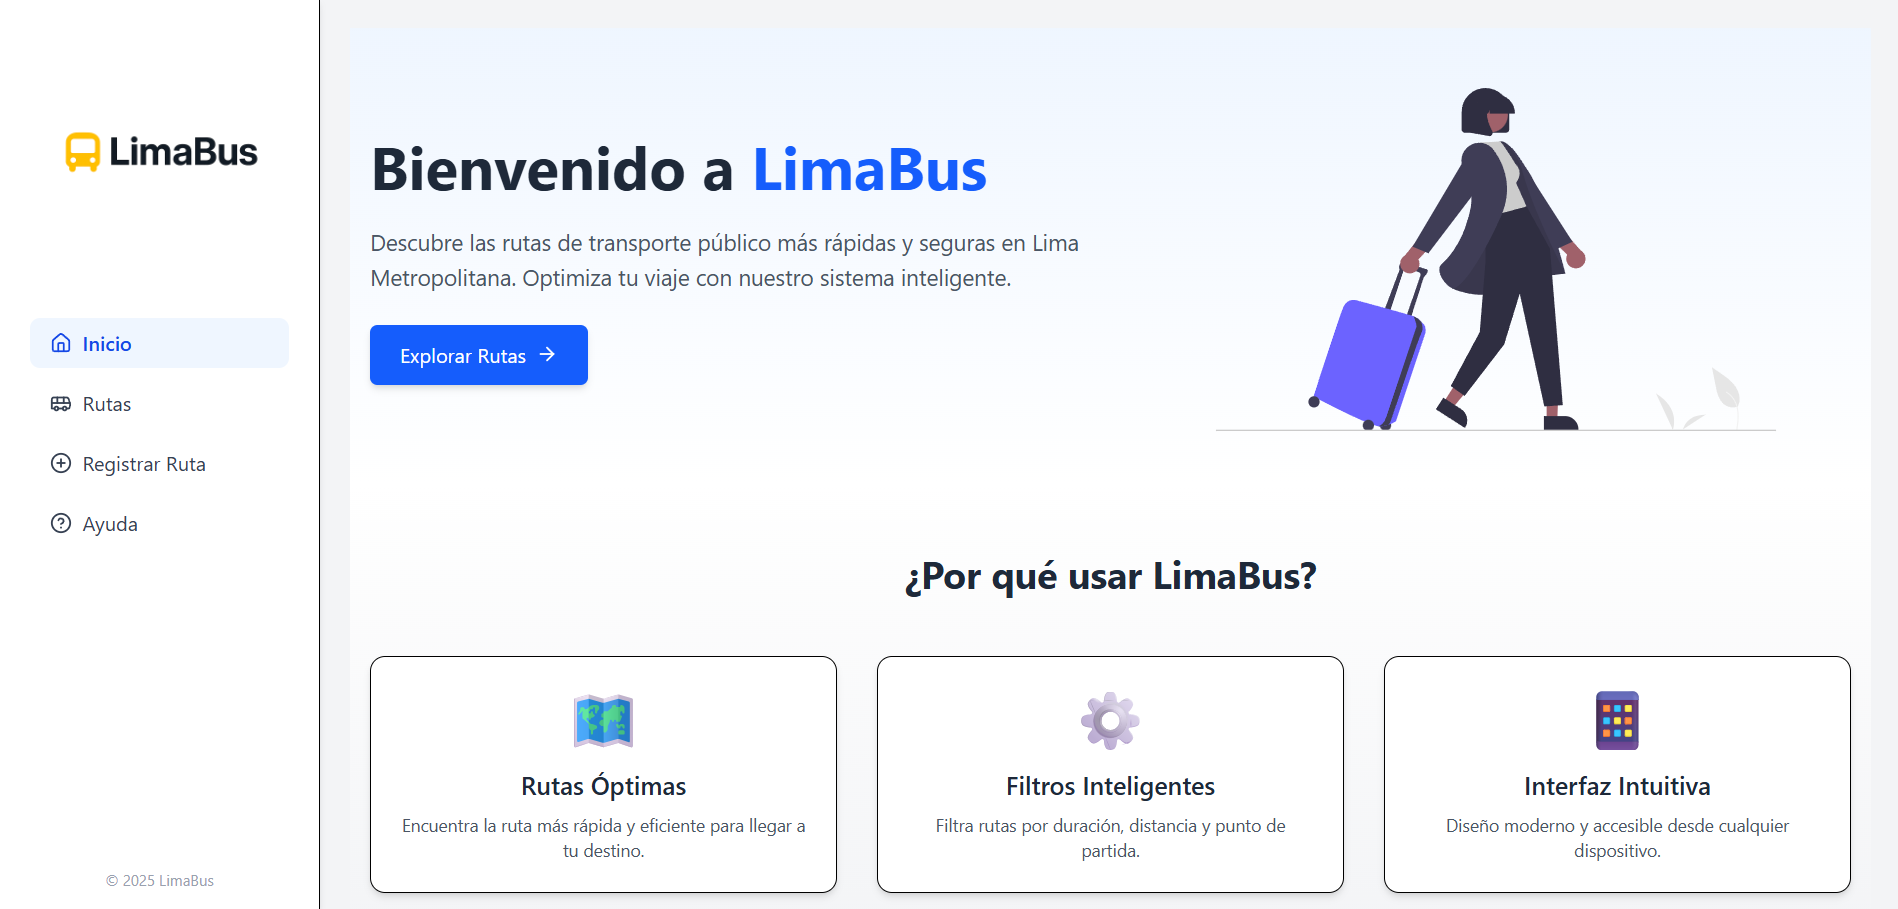 LimaBus
Inicio
Rutas
Registrar Ruta
Ayuda
© 2025 LimaBus
Bienvenido a LimaBus
Descubre las rutas de transporte público más rápidas y seguras en Lima
Metropolitana. Optimiza tu viaje con nuestro sistema inteligente.
Explorar Rutas
¿Por qué usar LimaBus?
Rutas Óptimas
Encuentra la ruta más rápida y eficiente para llegar a
tu destino.
Filtros Inteligentes
Filtra rutas por duración, distancia y punto de
partida.
Interfaz Intuitiva
Diseño moderno y accesible desde cualquier
dispositivo.